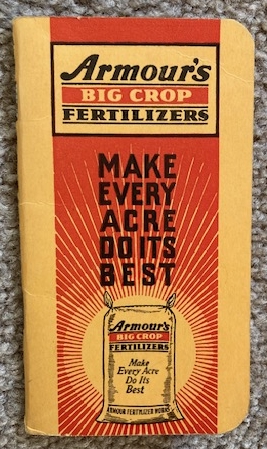 Armour's
BIG CROP
FERTILIZERS
MAKE
EVERY
ACRE
DO ITS
BEST
Armour's
BIG CROP
FERTILIZERS
Make
Every Acre
Do Its
Best
ARMOUR FERTILIZER WORKS